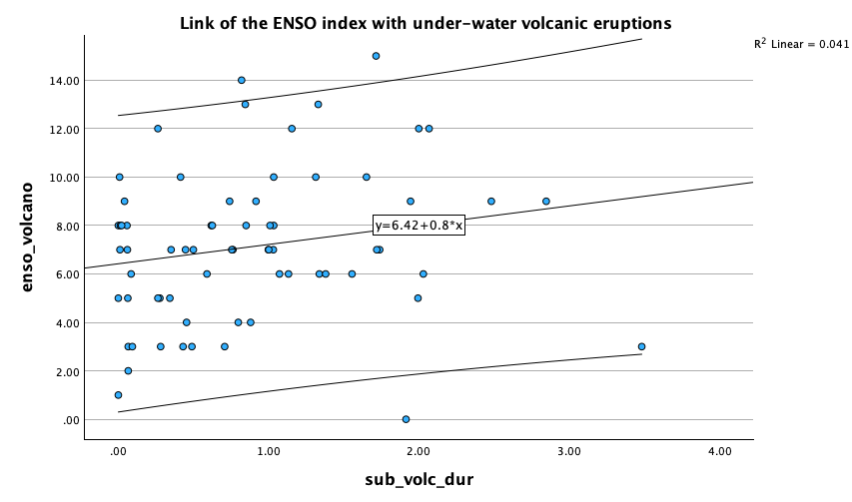 Link of the ENSO index with under-water volcanic eruptions
R2 Linear = 0.041
14.00
12.00
10.00
8.00
6.00
4.00
2.00
.00
enso_volcano
y=6.42+0.8*x
.00 1.00 2.00 3.00 4.00
sub_volc_dur